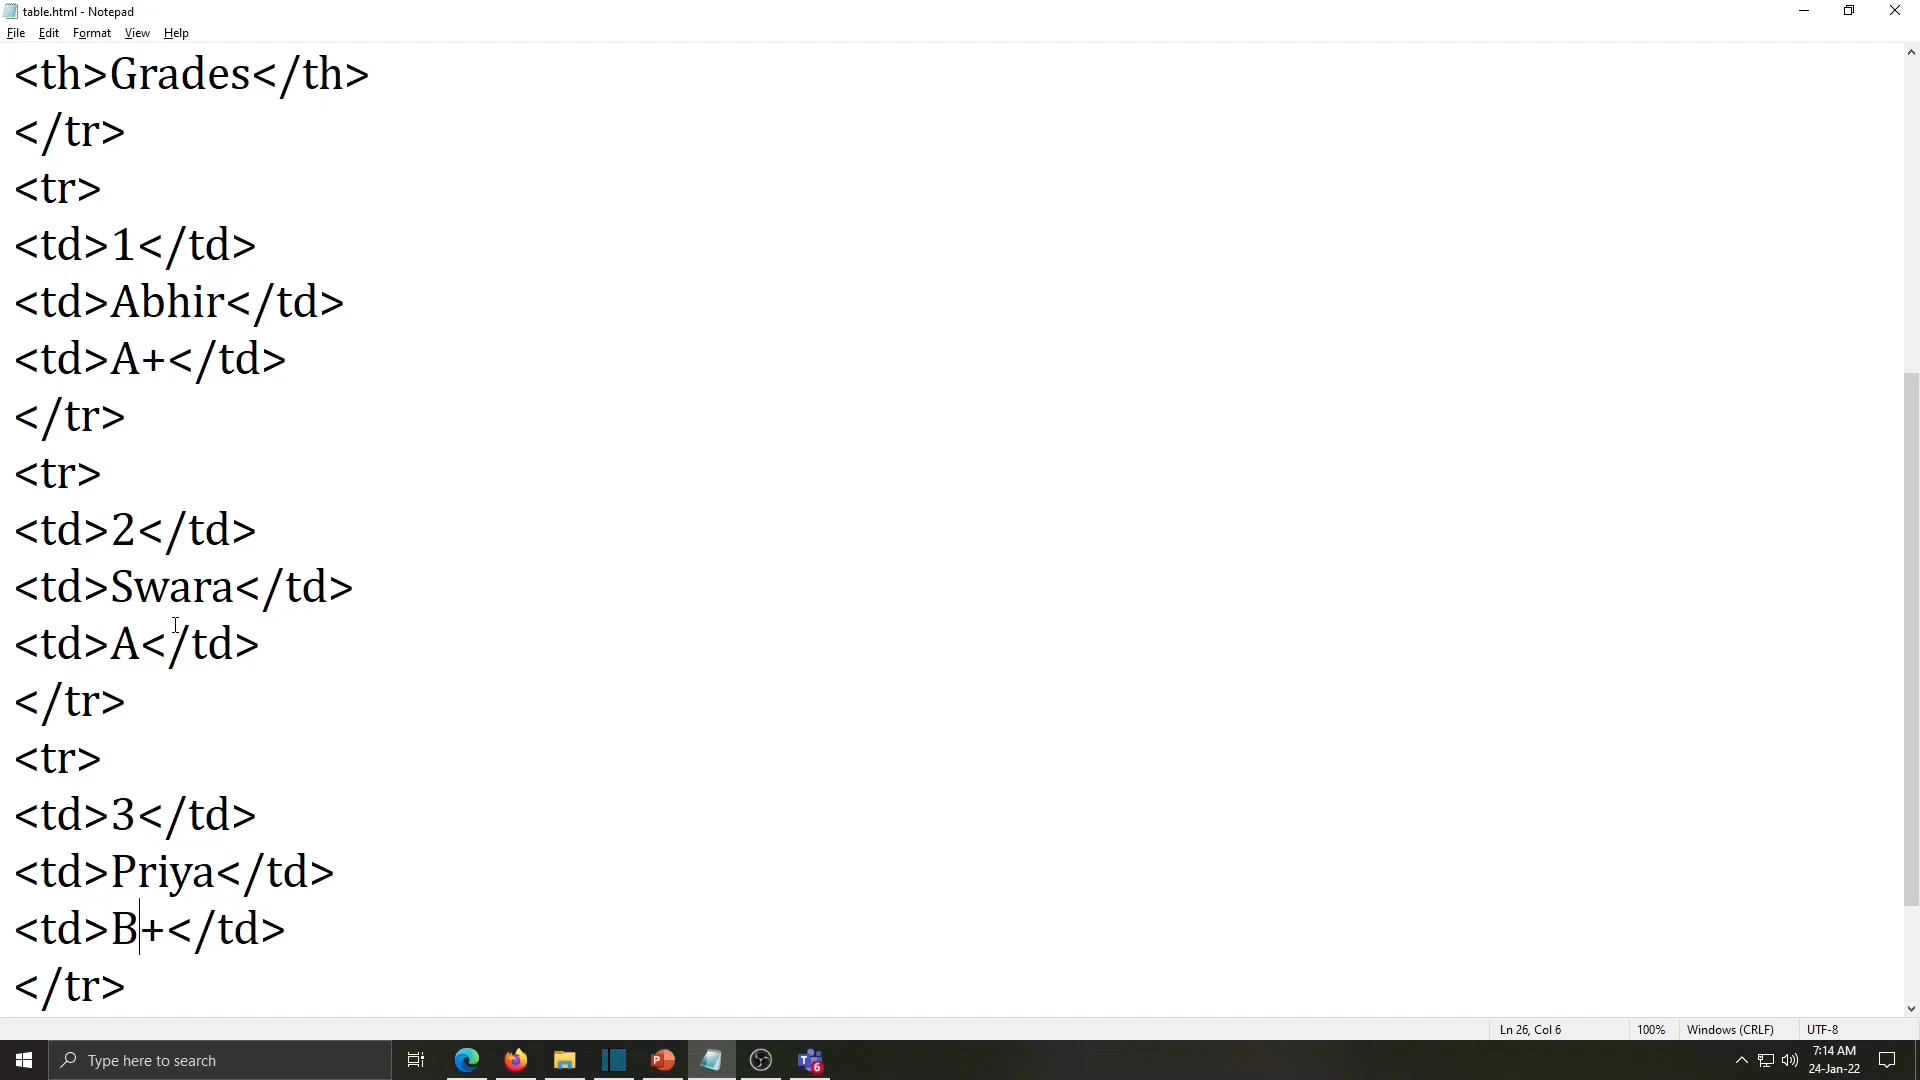 table.html - Notepad
File Edit Format View Help
<th>Grades</th>
</tr>
<tr>
<td>1</td>
<td>Abhir</td>
<td>A+</td>
</tr>
<tr>
<td>2</td>
<td>Swara</td>
<td>A</td>
</tr>
<tr>
<td>3</td>
<td>Priya</td>
<td>B+</td>
</tr>
Ln 26, Col 6 100% Windows (CRLF) UTF-8
Type here to search
P T 6
7:14 AM
24-Jan-22